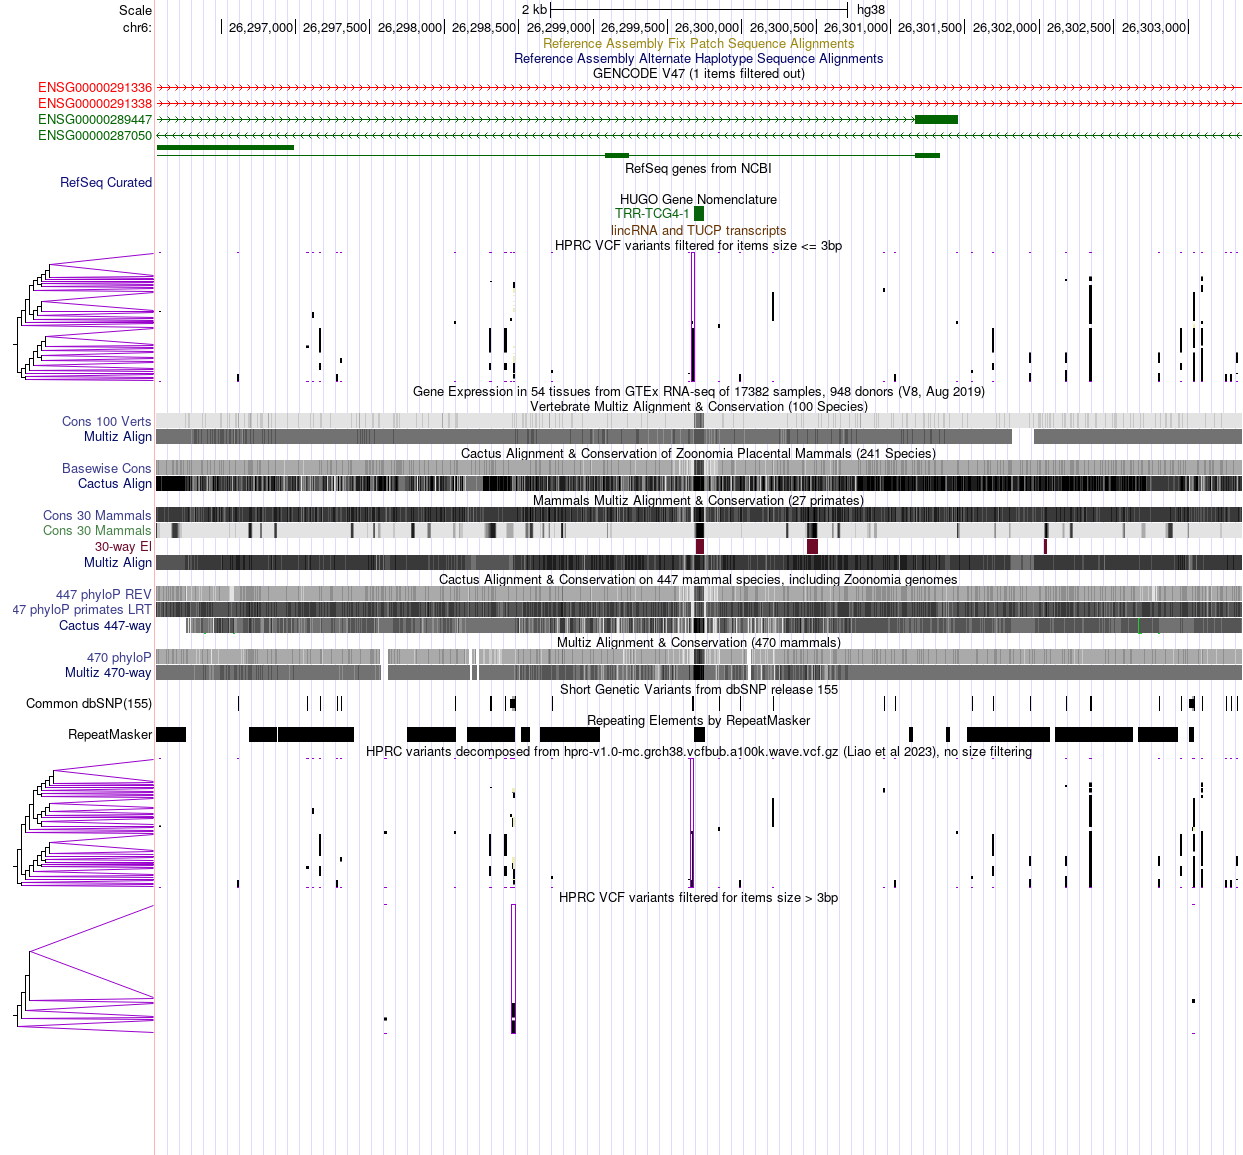 Scale 2 kb hg38
chr6: 26,297,000 26,297,500 26,298,000 26,298,500 26,299,000 26,299,500 26,300,000 26,300,500 26,301,000 26,301,500 26,302,000 26,302,500 26,303,000
Reference Assembly Fix Patch Sequence Alignments
Reference Assembly Alternate Haplotype Sequence Alignments
GENCODE V47 (1 items filtered out)
ENSG00000291336
ENSG00000291338
ENSG00000289447
ENSG00000287050
RefSeq genes from NCBI
RefSeq Curated
HUGO Gene Nomenclature
TRR-TCG4-1
lincRNA and TUCP transcripts
HPRC VCF variants filtered for items size <= 3bp
Gene Expression in 54 tissues from GTEx RNA-seq of 17382 samples, 948 donors (V8, Aug 2019)
Vertebrate Multiz Alignment & Conservation (100 Species)
Cons 100 Verts
Multiz Align
Cactus Alignment & Conservation of Zoonomia Placental Mammals (241 Species)
Basewise Cons
Cactus Align
Mammals Multiz Alignment & Conservation (27 primates)
Cons 30 Mammals
Cons 30 Mammals
30-way El
Multiz Align
Cactus Alignment & Conservation on 447 mammal species, including Zoonomia genomes
447 phyloP REV
47 phyloP primates LRT
Cactus 447-way
Multiz Alignment & Conservation (470 mammals)
470 phyloP
Multiz 470-way
Short Genetic Variants from dbSNP release 155
Common dbSNP(155)
Repeating Elements by RepeatMasker
RepeatMasker
HPRC variants decomposed from hprc-v1.0-mc.grch38.vcfbub.a100k.wave.vcf.gz (Liao et al 2023), no size filtering
HPRC VCF variants filtered for items size > 3bp